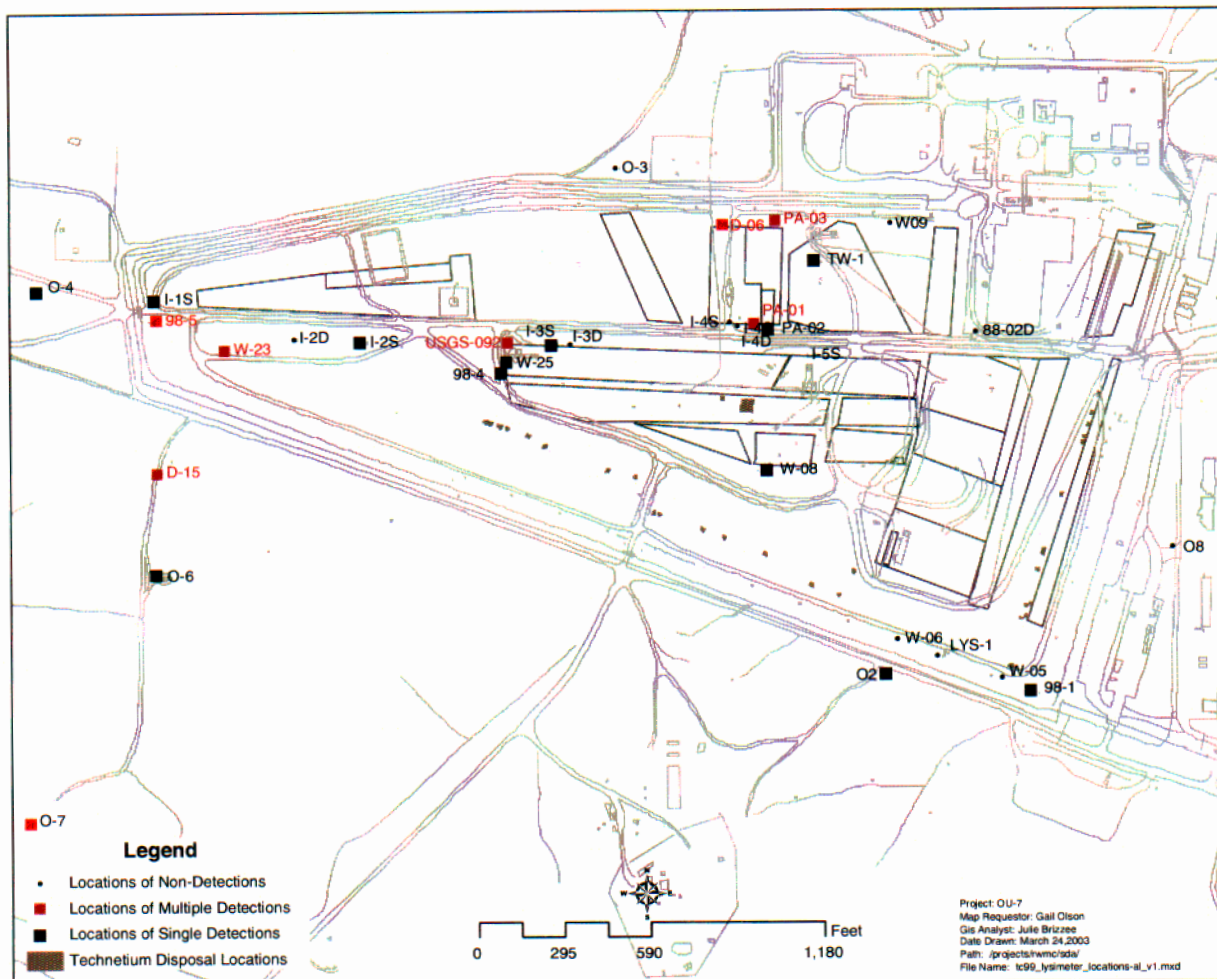 O-3
D-06
PA-03
W09
TW-1
O-4
I-1S
98-5
PA-01
I-4S
PA-02
I-4D
88-02D
I-3S
I-3D
USGS-092
I-2D
I-2S
W-23
W-25
98-4
I-5S
D-15
W-08
O8
O-6
W-06
LYS-1
O2
W-05
98-1
O-7
Legend
Locations of Non-Detections
Locations of Multiple Detections
Locations of Single Detections
Technetium Disposal Locations
N
W
E
S
Feet
0 295 590 1,180
Project: OU-7
Map Requestor: Gail Olson
Gis Analyst: Julie Brizzee
Date Drawn: March 24,2003
Path: /projects/rwmc/sda/
File Name: tc99_lysimeter_locations-al_v1.mxd